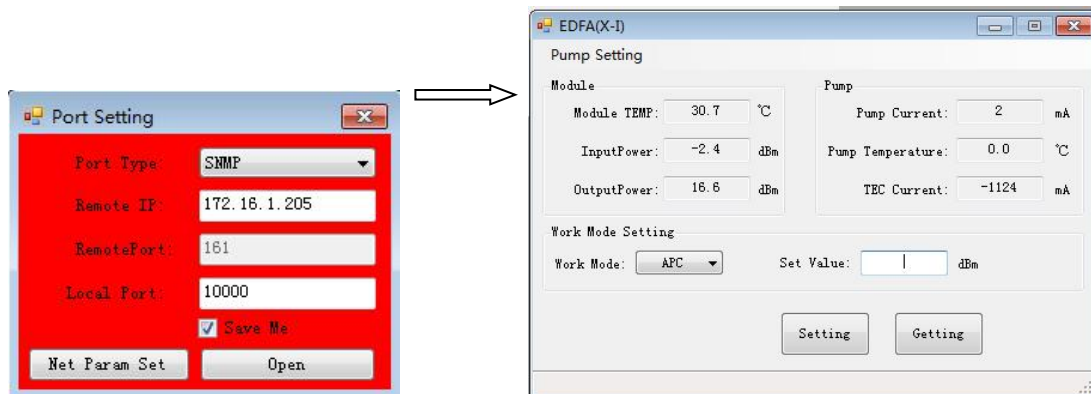 Port Setting
Port Type: SNMP
Remote IP: 172.16.1.205
RemotePort: 161
Local Port: 10000
Save Me
Net Param Set Open
EDFA(X-I)
Pump Setting
Module
Module TEMP: 30.7 ℃
InputPower: -2.4 dBm
OutputPower: 16.6 dBm
Pump
Pump Current: 2 mA
Pump Temperature: 0.0 ℃
TEC Current: -1124 mA
Work Mode Setting
Work Mode: APC Set Value: dBm
Setting Getting